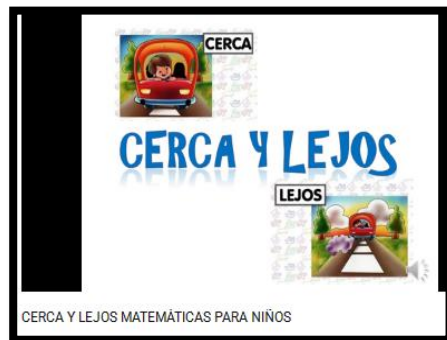 CERCA
CERCA Y LEJOS
LEJOS
CERCA Y LEJOS MATEMÁTICAS PARA NIÑOS